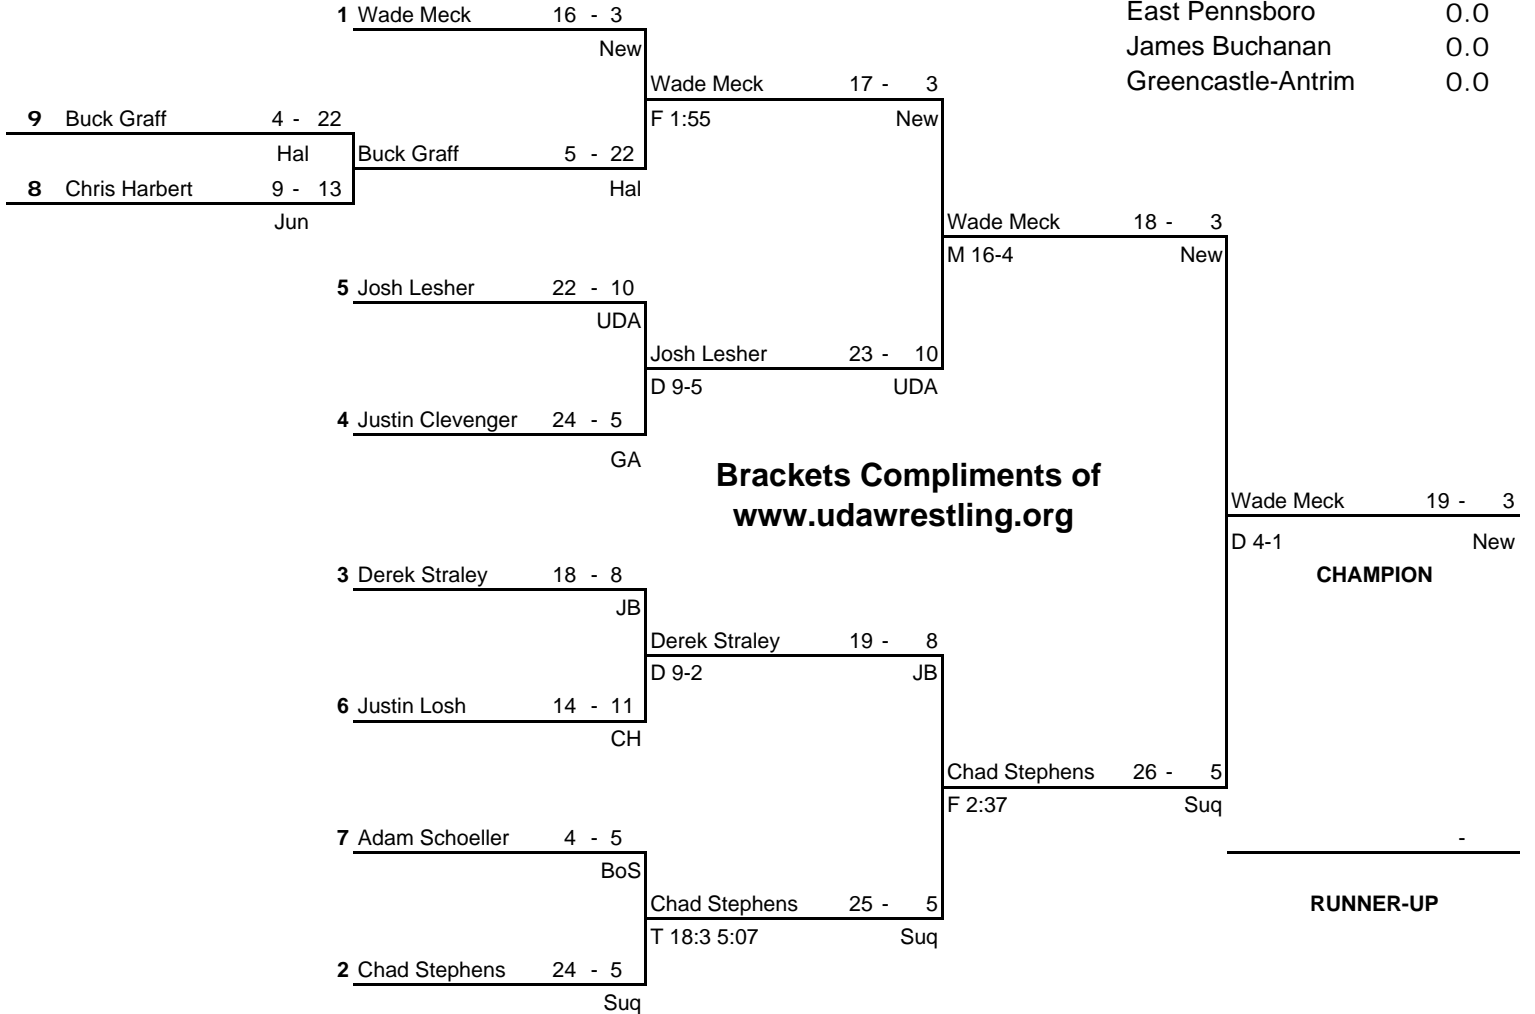 1 Wade Meck 16 - 3
East Pennsboro 0.0
New
James Buchanan 0.0
Wade Meck 17 - 3
Greencastle-Antrim 0.0
9 Buck Graff 4 - 22
F 1:55 New
Hal
Buck Graff 5 - 22
8 Chris Harbert 9 - 13
Hal
Jun
Wade Meck 18 - 3
M 16-4 New
5 Josh Lesher 22 - 10
UDA
Josh Lesher 23 - 10
D 9-5 UDA
4 Justin Clevenger 24 - 5
GA
Brackets Compliments of
www.udawrestling.org
Wade Meck 19 - 3
D 4-1 New
CHAMPION
3 Derek Straley 18 - 8
JB
Derek Straley 19 - 8
D 9-2 JB
6 Justin Losh 14 - 11
CH
Chad Stephens 26 - 5
F 2:37 Suq
7 Adam Schoeller 4 - 5
-
BoS
Chad Stephens 25 - 5
RUNNER-UP
T 18:3 5:07 Suq
2 Chad Stephens 24 - 5
Suq